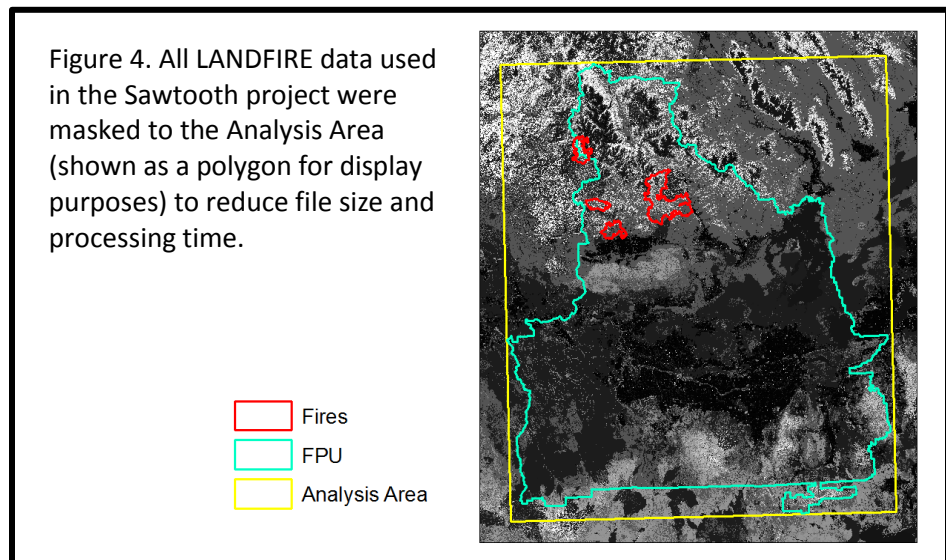 Figure 4. All LANDFIRE data used
in the Sawtooth project were
masked to the Analysis Area
(shown as a polygon for display
purposes) to reduce file size and
processing time.
Fires
FPU
Analysis Area